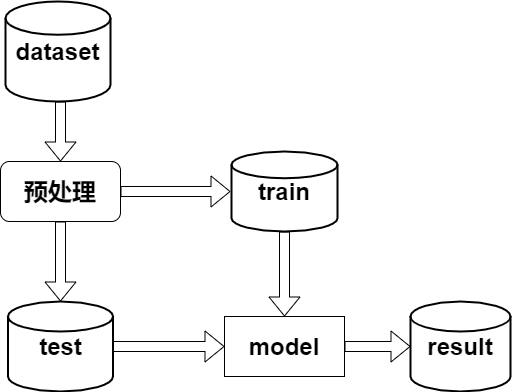 dataset
预处理
train
test
model
result